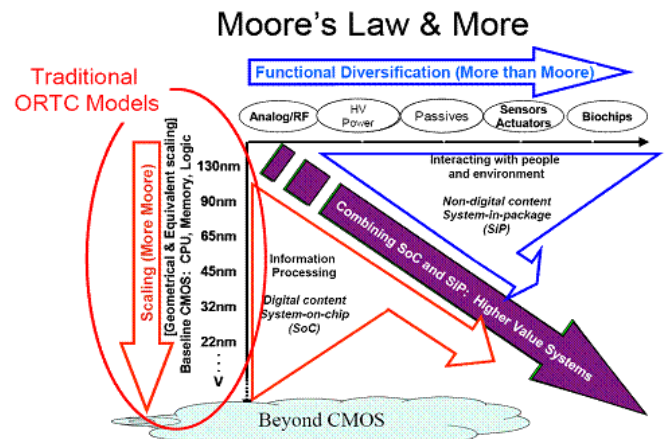 Moore's Law & More
Traditional
ORTC Models
Functional Diversification (More than Moore)
Analog/RF
HV
Power
Passives
Sensors
Actuators
Biochips
Scaling (More Moore)
[Geometrical & Equivalent scaling]
Baseline CMOS: CPU, Memory, Logic
130nm
90nm
65nm
45nm
32nm
22nm
V
Interacting with people
and environment
Non-digital content
System-in-package
(SiP)
Combining SoC and SiP: Higher Value Systems
Information
Processing
Digital content
System-on-chip
(SoC)
Beyond CMOS